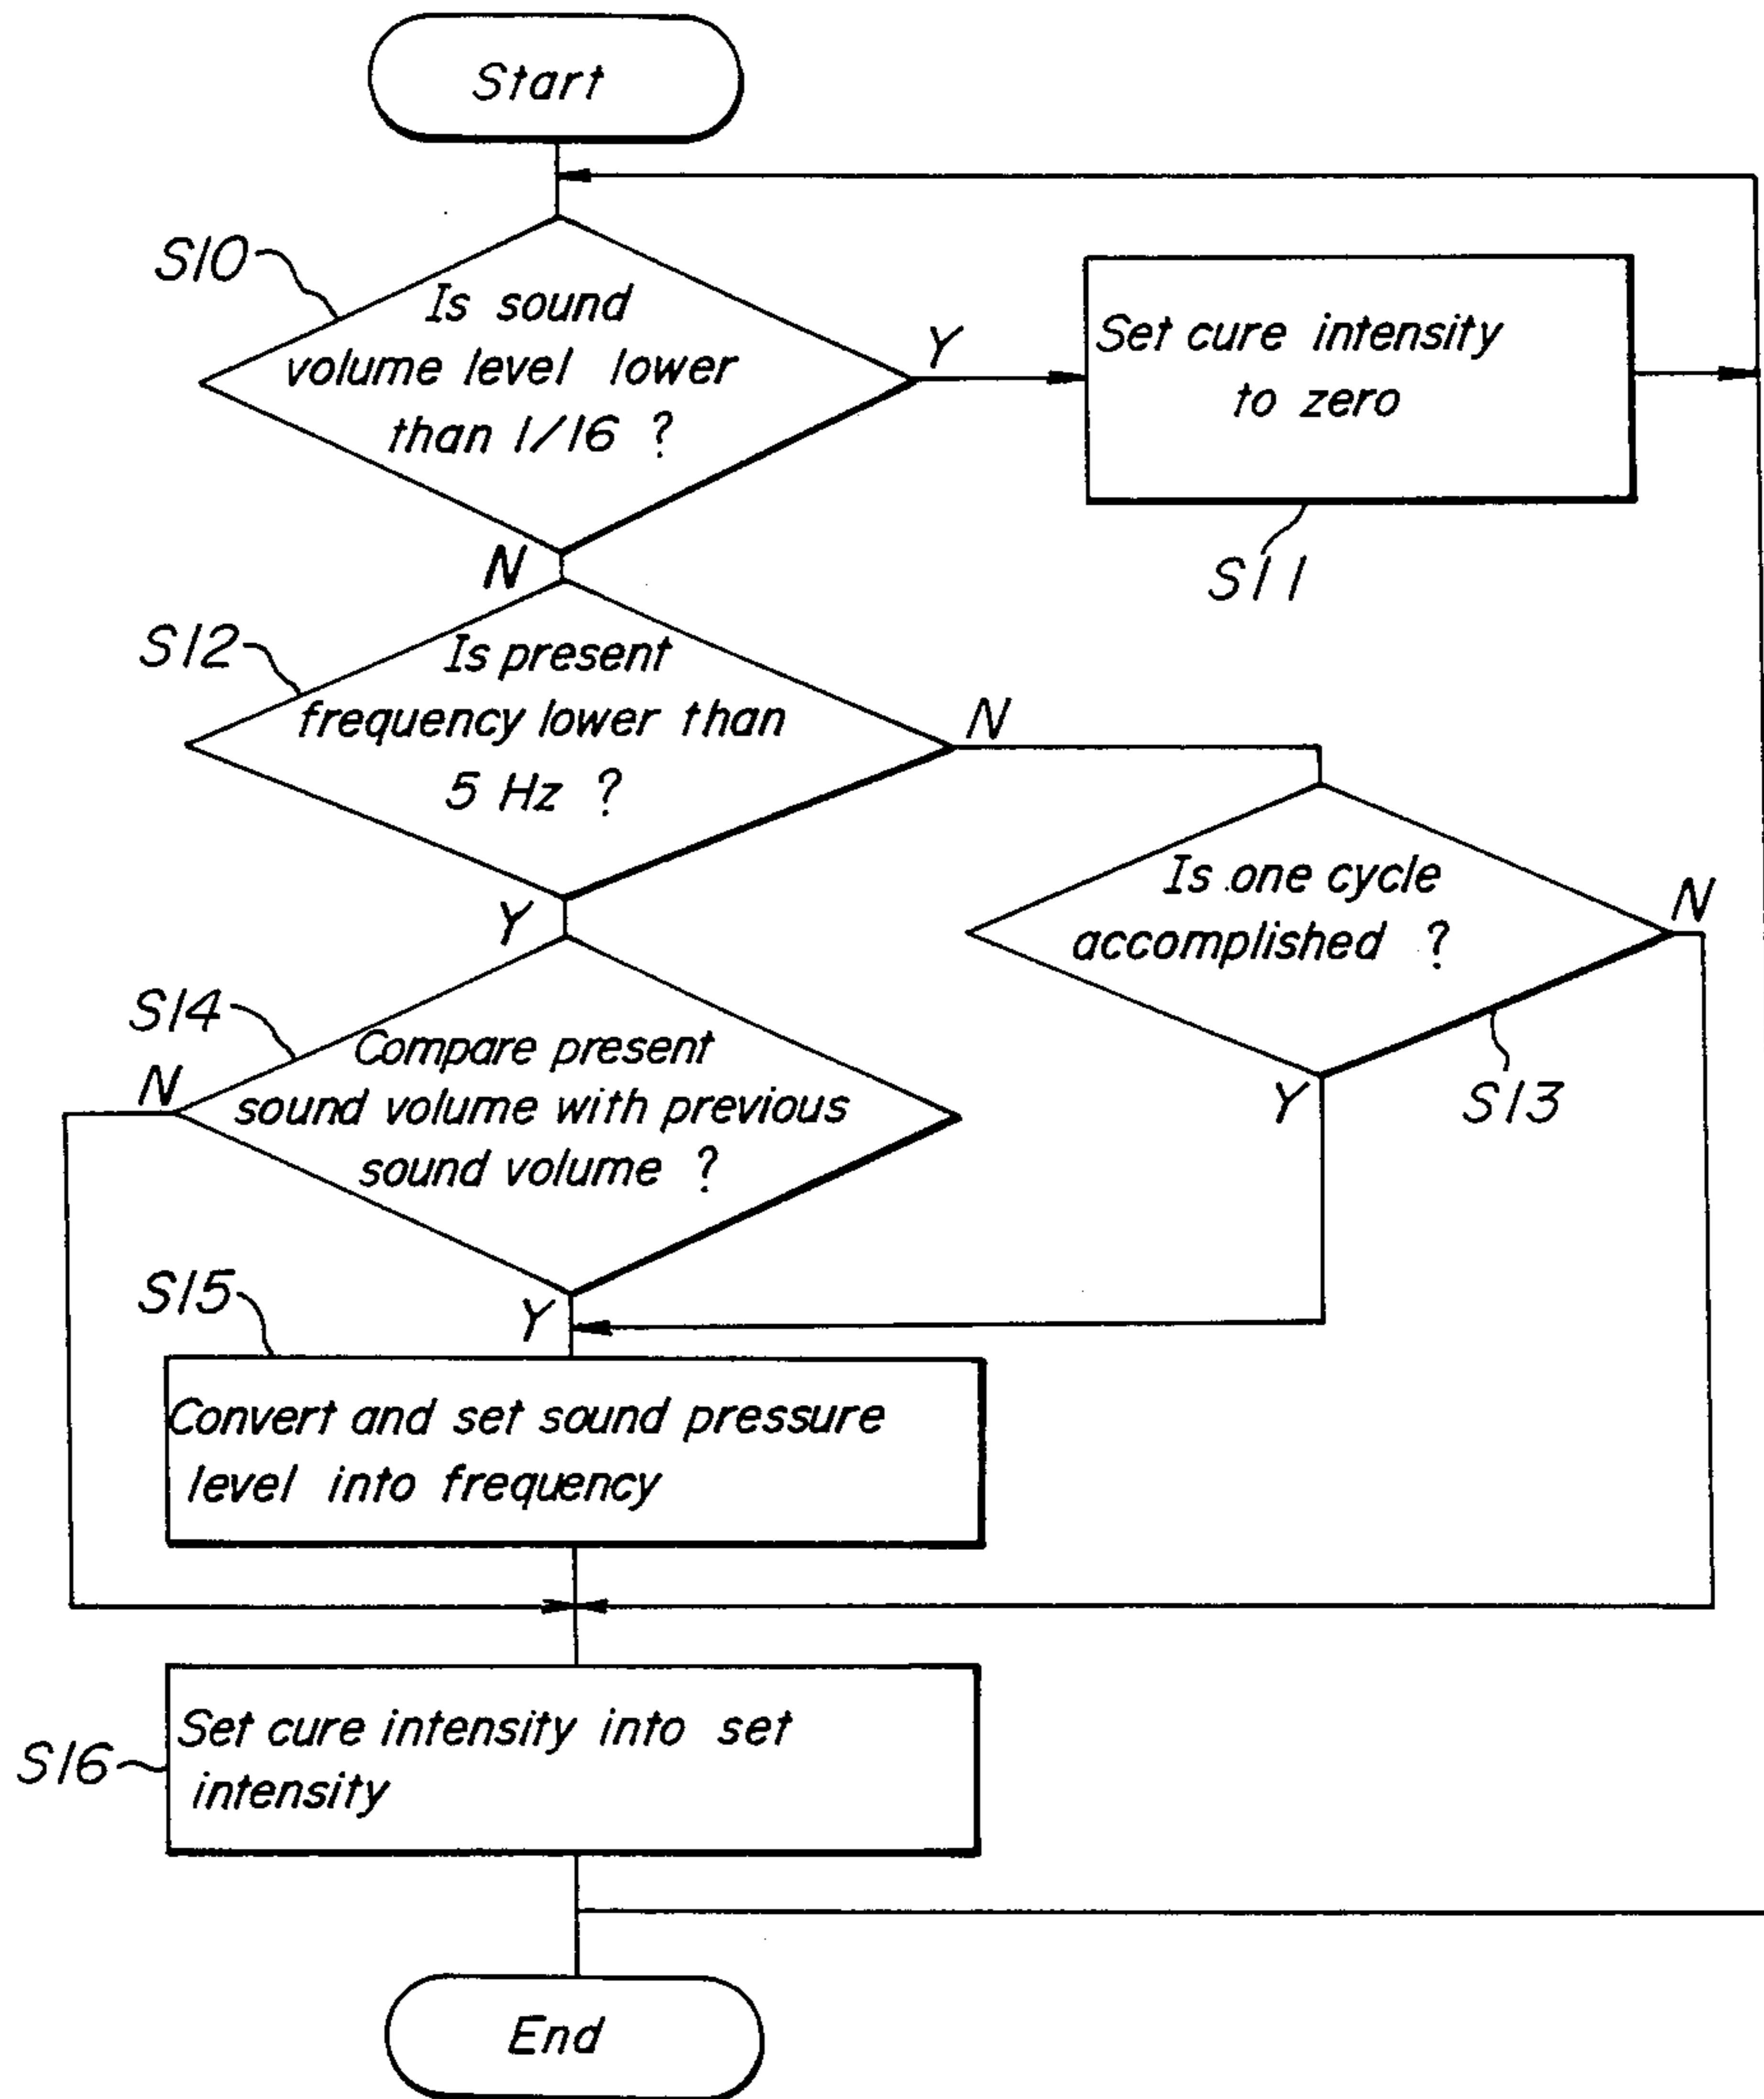 Start
S10
Is sound
volume level lower
than 1/16 ?
Y
Set cure intensity
to zero
S11
N
S12
Is present
frequency lower than
5 Hz ?
N
Y
Is one cycle
accomplished ?
N
S13
Y
S14
Compare present
sound volume with previous
sound volume ?
N
Y
S15
Convert and set sound pressure
level into frequency
S16
Set cure intensity into set
intensity
End